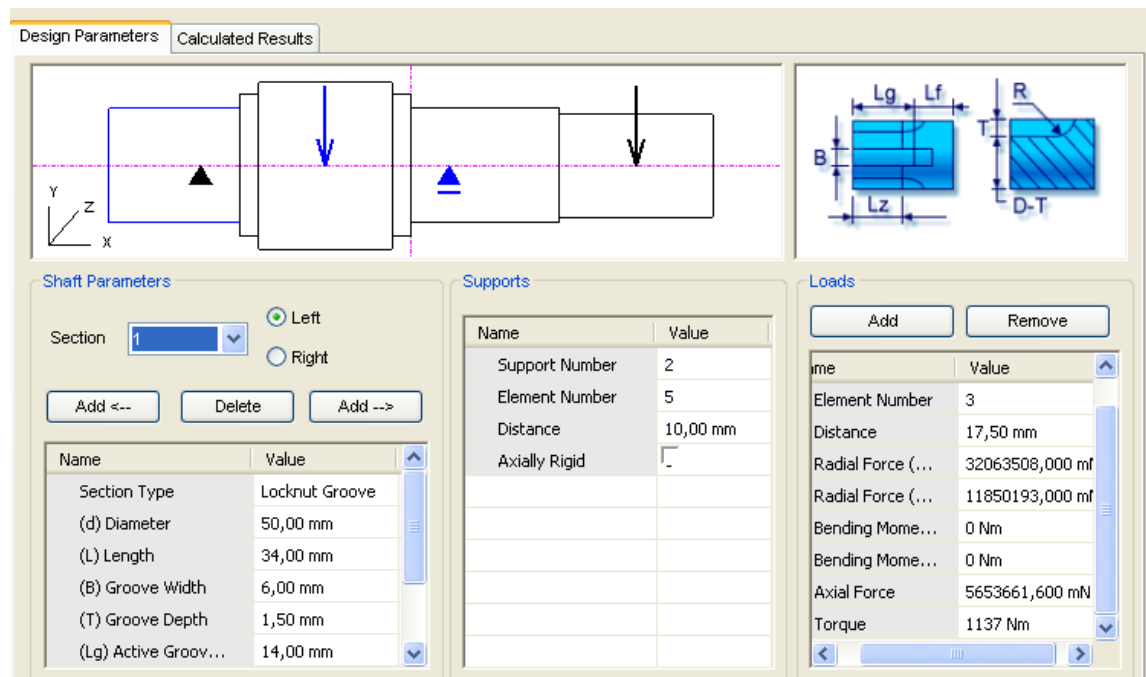 Design Parameters Calculated Results
Y
Z
X
Lg Lf R
T
B
Lz D-T
Shaft Parameters
Section 1 Left
Right
Add <-- Delete Add -->
Name Value
Section Type Locknut Groove
(d) Diameter 50,00 mm
(L) Length 34,00 mm
(B) Groove Width 6,00 mm
(T) Groove Depth 1,50 mm
(Lg) Active Groov... 14,00 mm
Supports
Name Value
Support Number 2
Element Number 5
Distance 10,00 mm
Axially Rigid
Loads
Add Remove
me Value
Element Number 3
Distance 17,50 mm
Radial Force (... 32063508,000 m
Radial Force (... 11850193,000 m
Bending Mome... 0 Nm
Bending Mome... 0 Nm
Axial Force 5653661,600 mN
Torque 1137 Nm